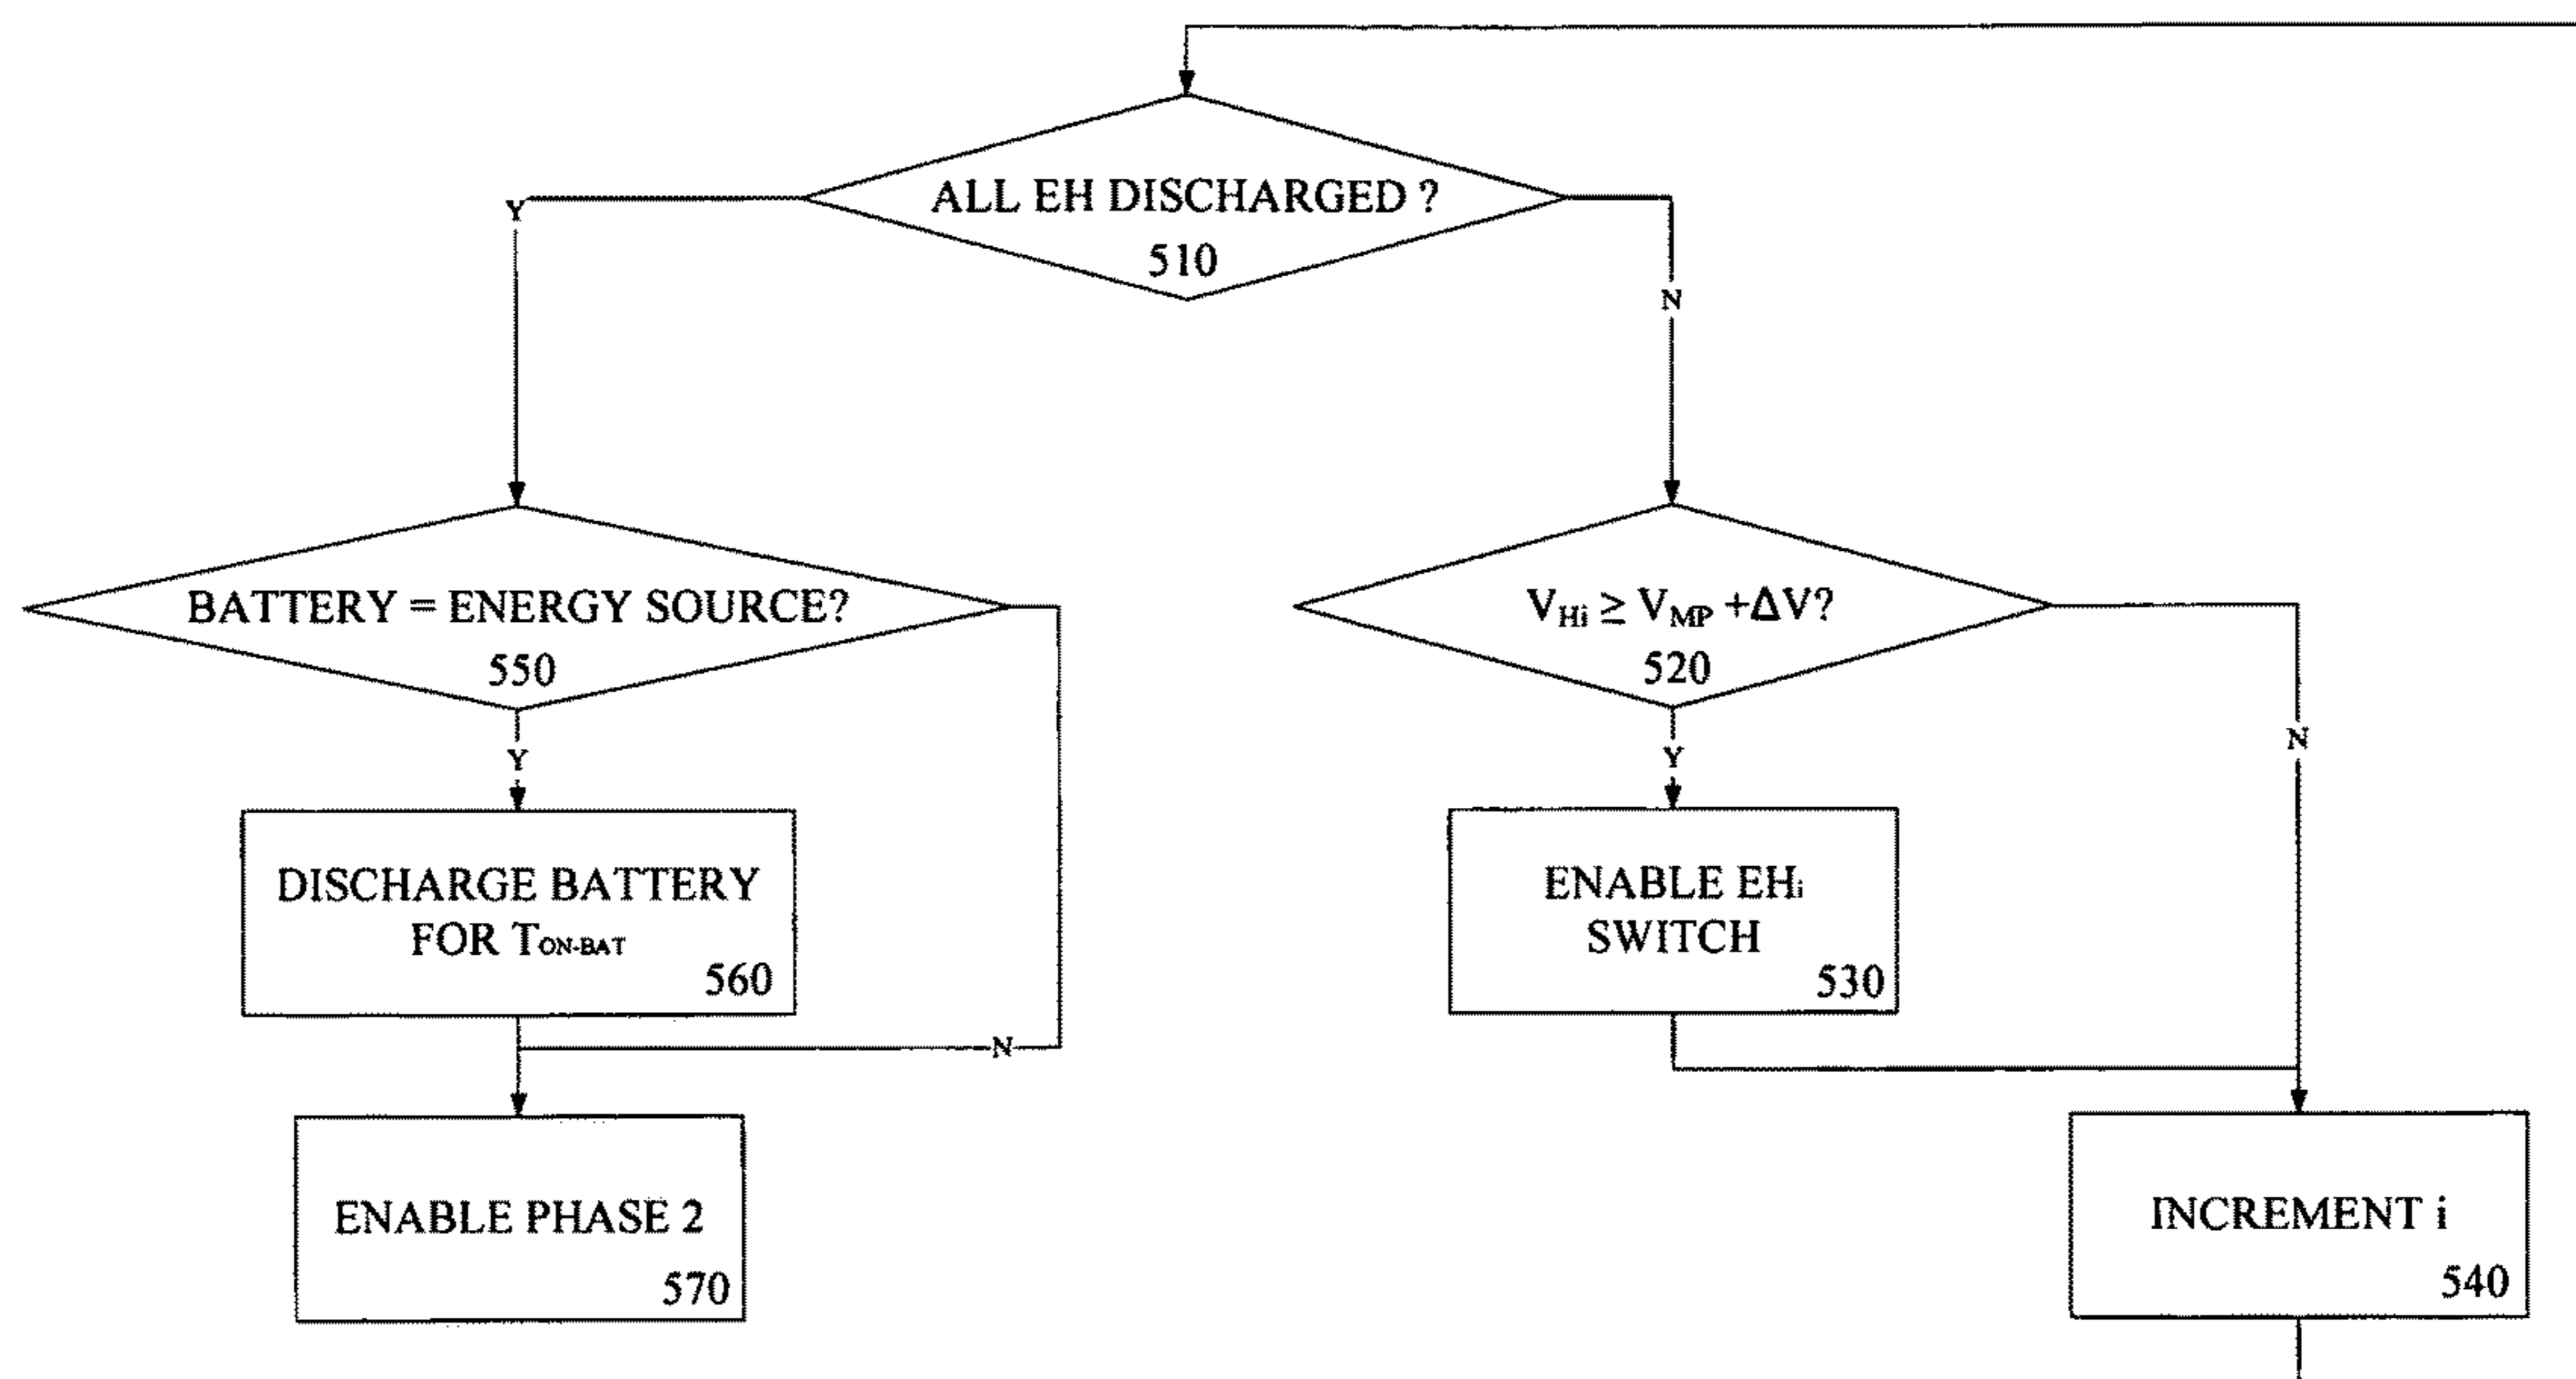 ALL EH DISCHARGED ?
510
Y
N
BATTERY = ENERGY SOURCE?
550
V_Hi ≥ V_MP +ΔV?
520
Y
Y
N
DISCHARGE BATTERY
FOR T_ON-BAT
560
ENABLE EH_i
SWITCH
530
N
ENABLE PHASE 2
570
INCREMENT i
540